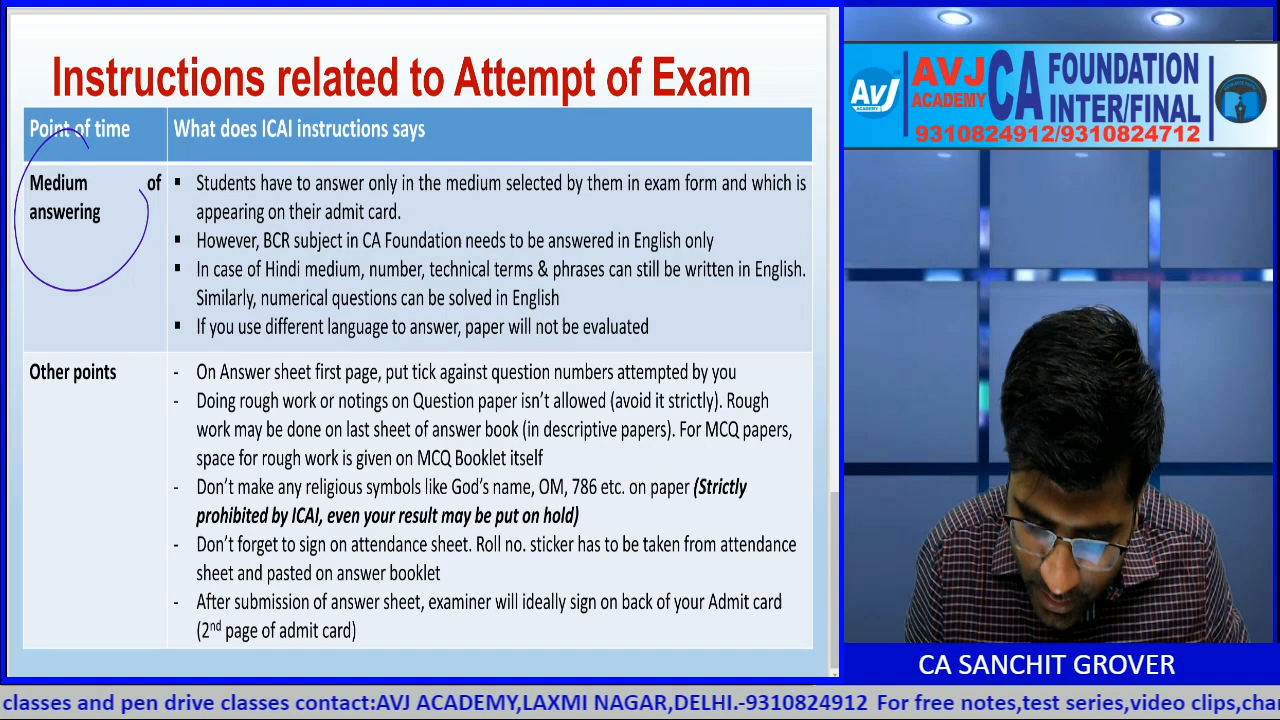 Instructions related to Attempt of Exam
Point of time
What does ICAI instructions says
Medium of
answering
▪ Students have to answer only in the medium selected by them in exam form and which is
appearing on their admit card.
▪ However, BCR subject in CA Foundation needs to be answered in English only
▪ In case of Hindi medium, number, technical terms & phrases can still be written in English.
Similarly, numerical questions can be solved in English
▪ If you use different language to answer, paper will not be evaluated
Other points
- On Answer sheet first page, put tick against question numbers attempted by you
- Doing rough work or notings on Question paper isn't allowed (avoid it strictly). Rough
work may be done on last sheet of answer book (in descriptive papers). For MCQ papers,
space for rough work is given on MCQ Booklet itself
- Don't make any religious symbols like God's name, OM, 786 etc. on paper (Strictly
prohibited by ICAI, even your result may be put on hold)
- Don't forget to sign on attendance sheet. Roll no. sticker has to be taken from attendance
sheet and pasted on answer booklet
- After submission of answer sheet, examiner will ideally sign on back of your Admit card
(2nd page of admit card)
AVJ
ACADEMY
AVJ
ACADEMY
CA
FOUNDATION
INTER/FINAL
9310824912/9310824712
CA SANCHIT GROVER
classes and pen drive classes contact:AVJ ACADEMY,LAXMI NAGAR,DELHI.-9310824912 For free notes,test series,video clips,cha